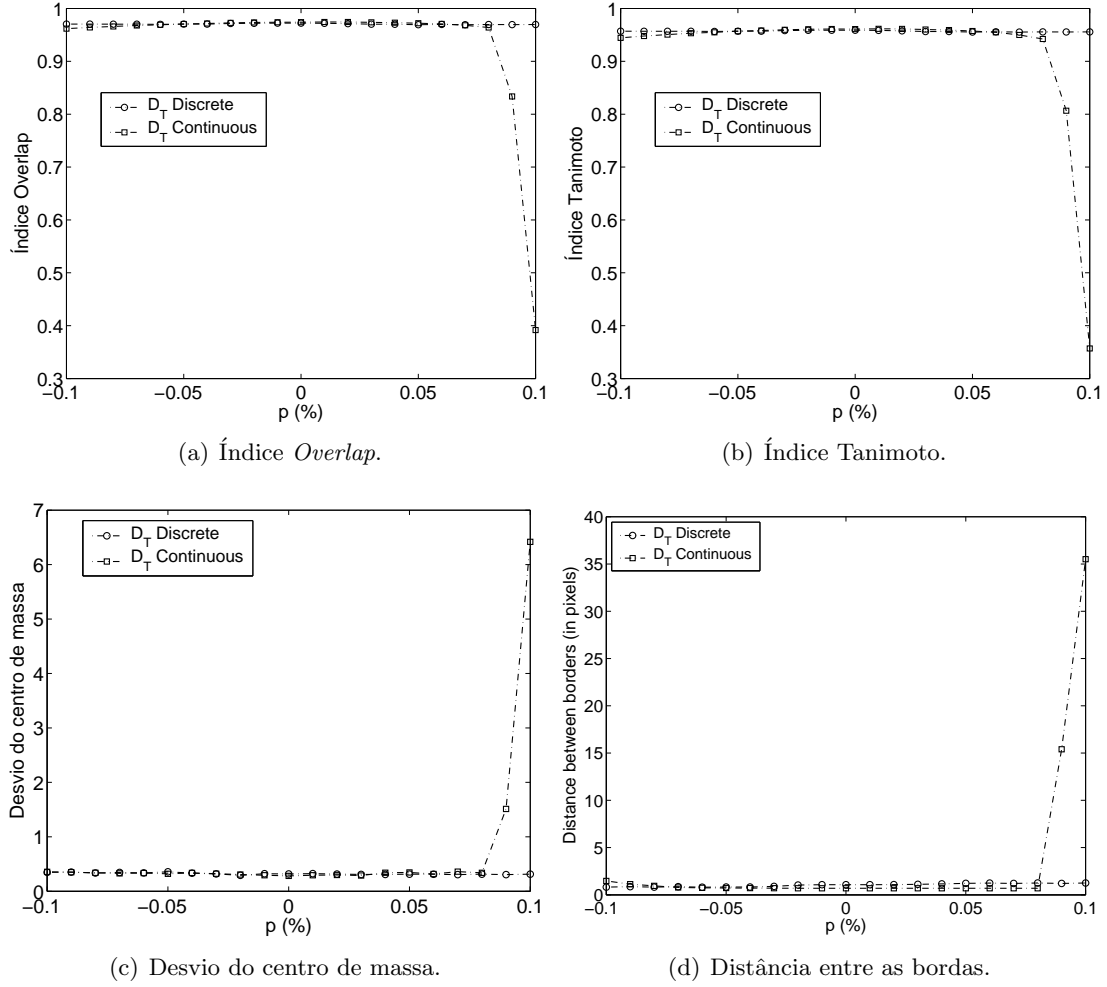 1
0.9
0.8
0.7
0.6
0.5
0.4
0.3
−0.1
−0.05
0
0.05
0.1
Índice Overlap
p (%)
D_T Discrete
D_T Continuous
(a) Índice Overlap.
1
0.9
0.8
0.7
0.6
0.5
0.4
0.3
−0.1
−0.05
0
0.05
0.1
Índice Tanimoto
p (%)
D_T Discrete
D_T Continuous
(b) Índice Tanimoto.
7
6
5
4
3
2
1
0
−0.1
−0.05
0
0.05
0.1
Desvio do centro de massa
p (%)
D_T Discrete
D_T Continuous
(c) Desvio do centro de massa.
40
35
30
25
20
15
10
5
0
−0.1
−0.05
0
0.05
0.1
Distance between borders (in pixels)
p (%)
D_T Discrete
D_T Continuous
(d) Distância entre as bordas.